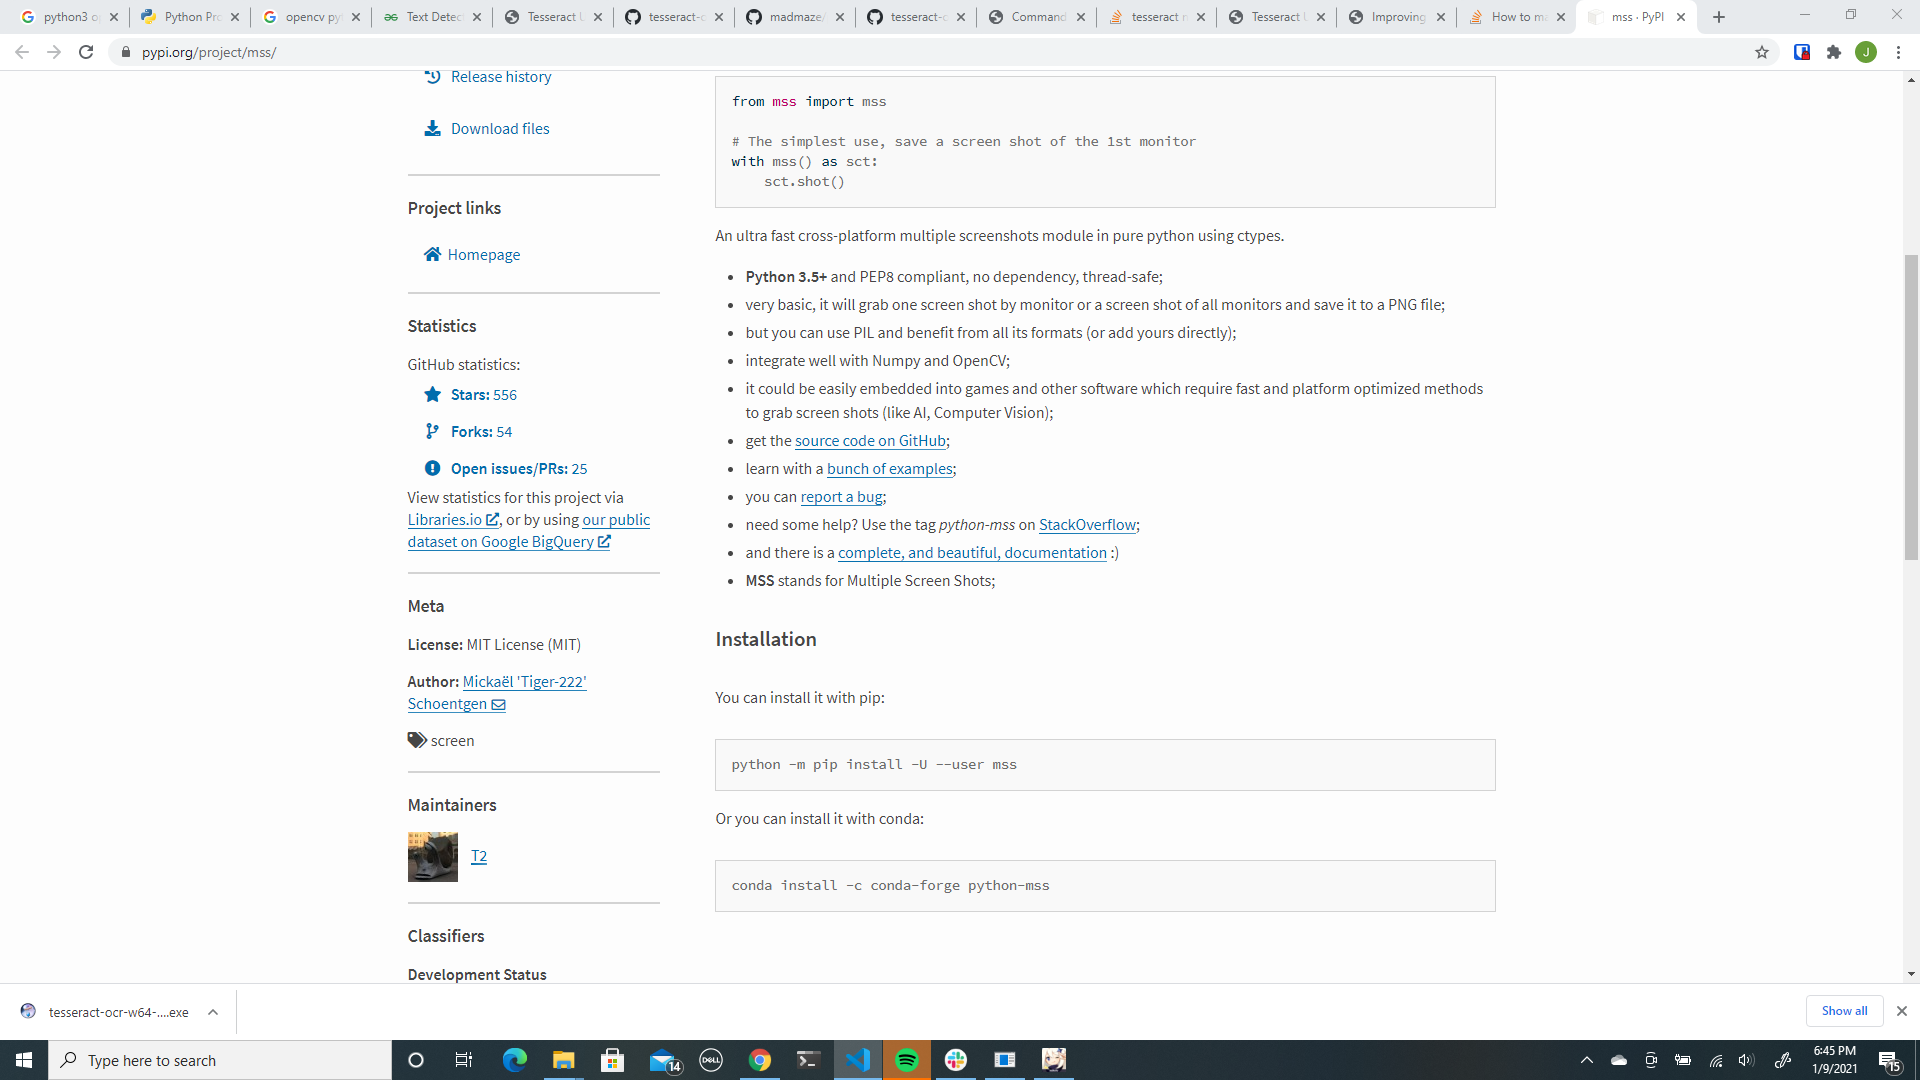 python3 o
Python Pro
opencv py
Text Detec
Tesseract U
tesseract-o
madmaze/
tesseract-o
Command
tesseract n
Tesseract U
Improving
How to ma
mss · PyPI
pypi.org/project/mss/
J
Release history
Download files
Project links
Homepage
Statistics
GitHub statistics:
Stars: 556
Forks: 54
Open issues/PRs: 25
View statistics for this project via
Libraries.io, or by using our public
dataset on Google BigQuery
Meta
License: MIT License (MIT)
Author: Mickaël 'Tiger-222'
Schoentgen
screen
Maintainers
T2
Classifiers
Development Status
from mss import mss
# The simplest use, save a screen shot of the 1st monitor
with mss() as sct:
    sct.shot()
An ultra fast cross-platform multiple screenshots module in pure python using ctypes.
• Python 3.5+ and PEP8 compliant, no dependency, thread-safe;
• very basic, it will grab one screen shot by monitor or a screen shot of all monitors and save it to a PNG file;
• but you can use PIL and benefit from all its formats (or add yours directly);
• integrate well with Numpy and OpenCV;
• it could be easily embedded into games and other software which require fast and platform optimized methods
to grab screen shots (like AI, Computer Vision);
• get the source code on GitHub;
• learn with a bunch of examples;
• you can report a bug;
• need some help? Use the tag python-mss on StackOverflow;
• and there is a complete, and beautiful, documentation :)
• MSS stands for Multiple Screen Shots;
Installation
You can install it with pip:
python -m pip install -U --user mss
Or you can install it with conda:
conda install -c conda-forge python-mss
tesseract-ocr-w64-....exe
Show all
Type here to search
14
DELL
6:45 PM
1/9/2021
15